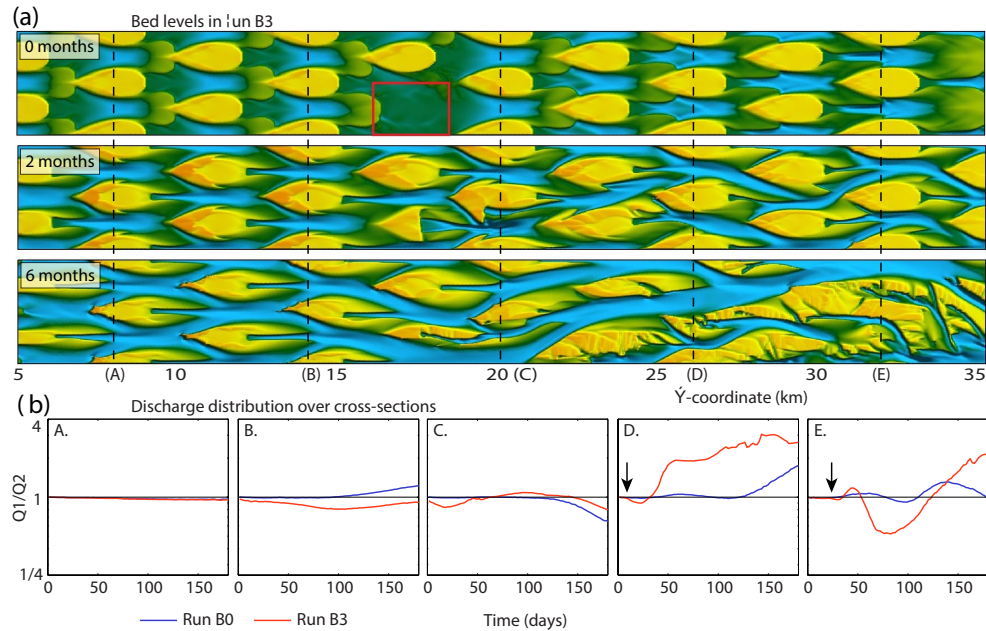 (a)
Bed levels in ¦un B3
0 months
2 months
6 months
5 (A) 10 (B) 15 20 (C) 25 (D) 30 (E) 35
Ý-coordinate (km)
(b)
Discharge distribution over cross-sections
4
1
1/4
Q1/Q2
A. B. C. D. E.
0 50 100 150 0 50 100 150 0 50 100 150 0 50 100 150 0 50 100 150
Run B0 Run B3 Time (days)